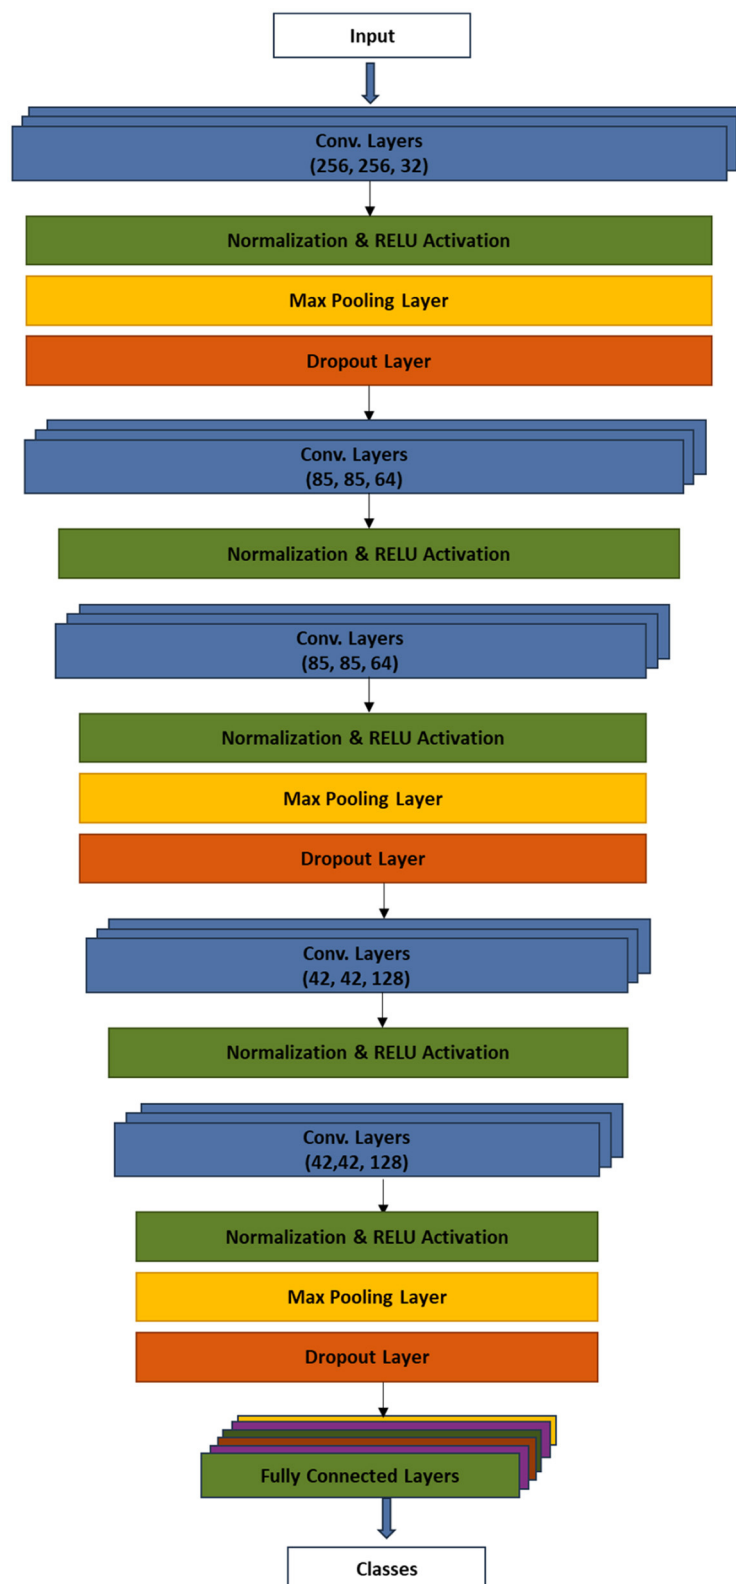 Input
Conv. Layers
(256, 256, 32)
Normalization & RELU Activation
Max Pooling Layer
Dropout Layer
Conv. Layers
(85, 85, 64)
Normalization & RELU Activation
Conv. Layers
(85, 85, 64)
Normalization & RELU Activation
Max Pooling Layer
Dropout Layer
Conv. Layers
(42, 42, 128)
Normalization & RELU Activation
Conv. Layers
(42,42, 128)
Normalization & RELU Activation
Max Pooling Layer
Dropout Layer
Fully Connected Layers
Classes